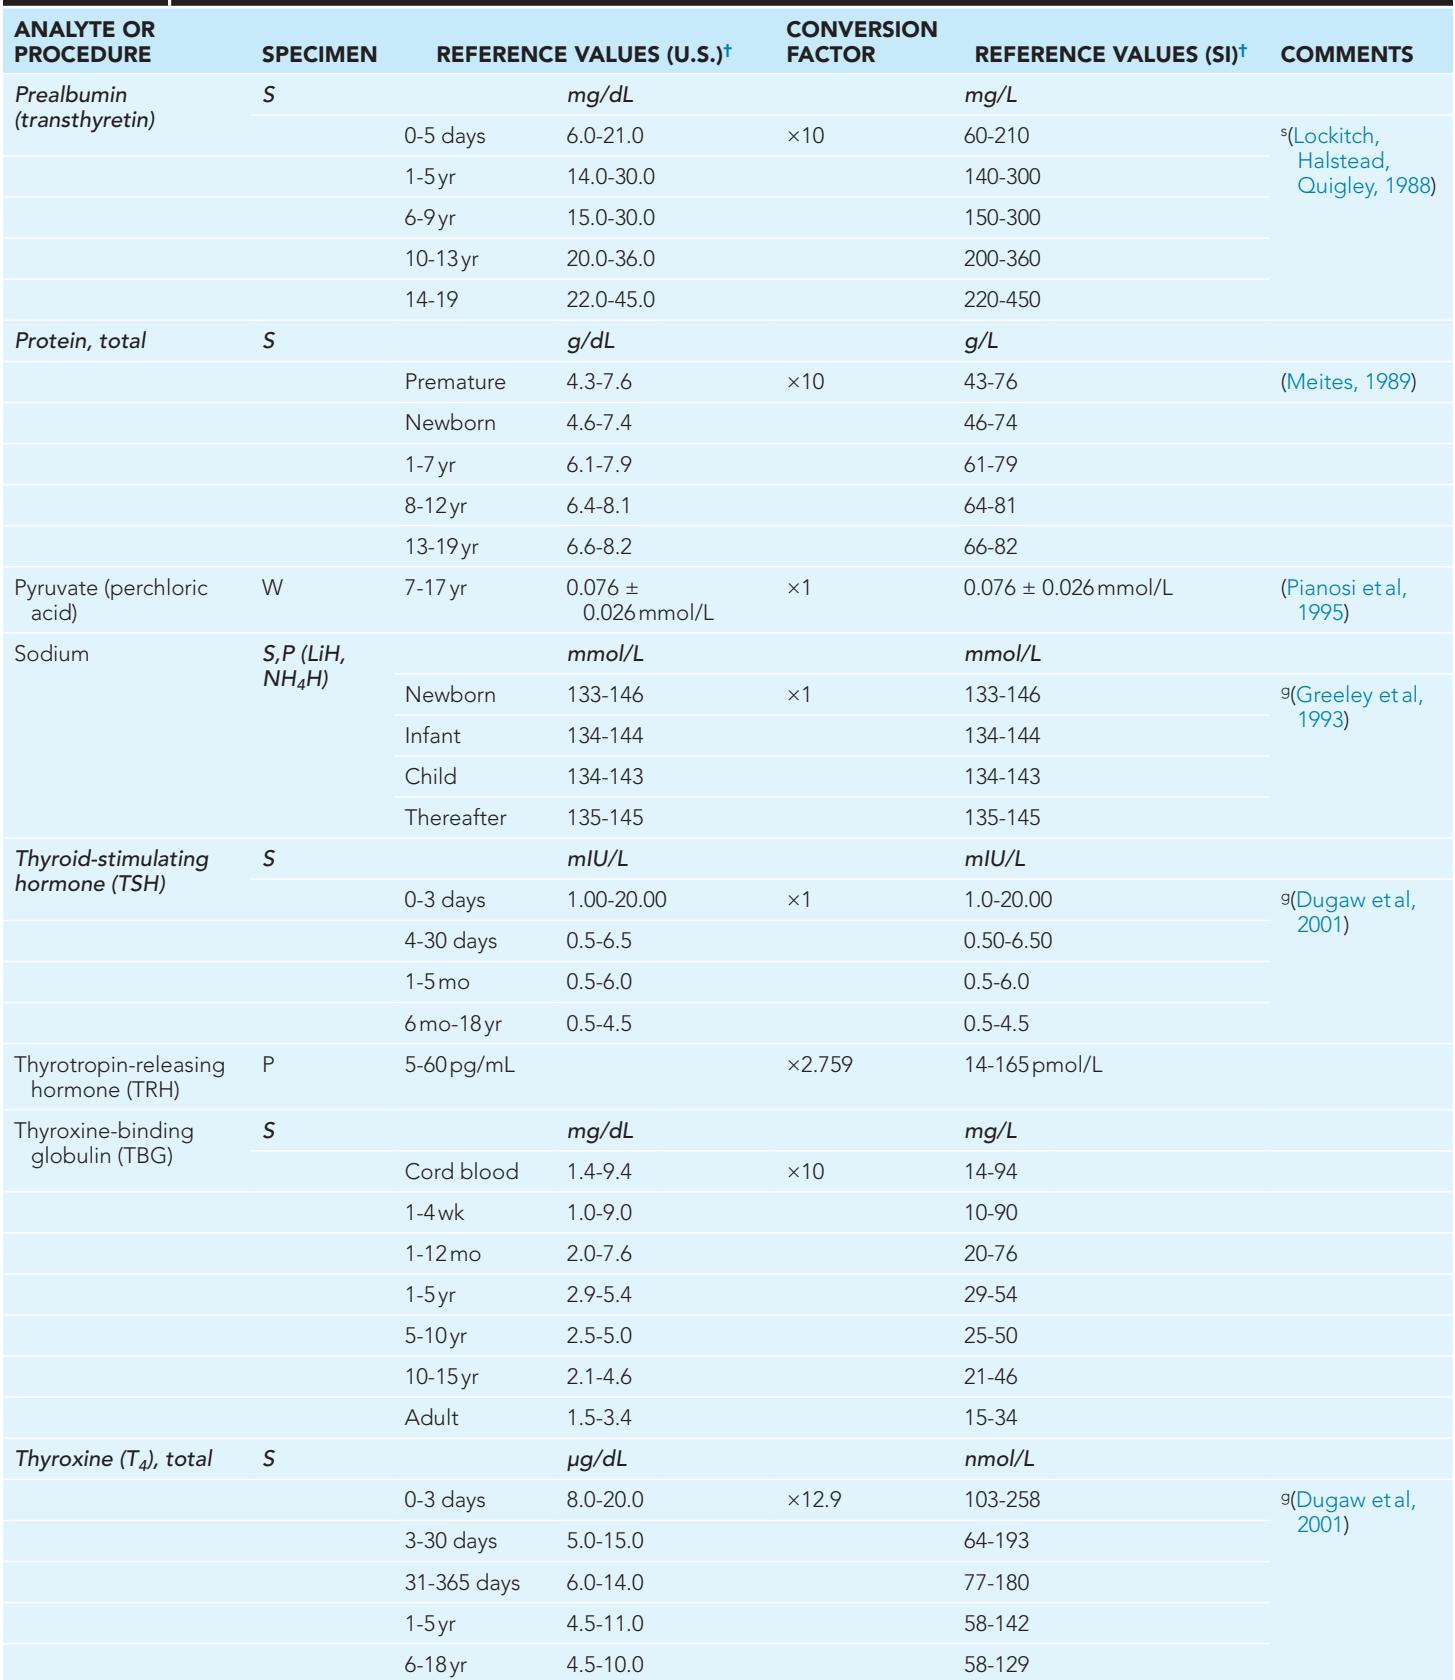 ANALYTE OR PROCEDURE SPECIMEN REFERENCE VALUES (U.S.)† CONVERSION FACTOR REFERENCE VALUES (SI)† COMMENTS
Prealbumin (transthyretin) S mg/dL mg/L
0-5 days 6.0-21.0 ×10 60-210 s(Lockitch, Halstead, Quigley, 1988)
1-5 yr 14.0-30.0 140-300
6-9 yr 15.0-30.0 150-300
10-13 yr 20.0-36.0 200-360
14-19 22.0-45.0 220-450
Protein, total S g/dL g/L
Premature 4.3-7.6 ×10 43-76 (Meites, 1989)
Newborn 4.6-7.4 46-74
1-7 yr 6.1-7.9 61-79
8-12 yr 6.4-8.1 64-81
13-19 yr 6.6-8.2 66-82
Pyruvate (perchloric acid) W 7-17 yr 0.076 ± 0.026 mmol/L ×1 0.076 ± 0.026 mmol/L (Pianosi et al, 1995)
Sodium S,P (LiH, NH4H) mmol/L mmol/L
Newborn 133-146 ×1 133-146 g(Greeley et al, 1993)
Infant 134-144 134-144
Child 134-143 134-143
Thereafter 135-145 135-145
Thyroid-stimulating hormone (TSH) S mIU/L mIU/L
0-3 days 1.00-20.00 ×1 1.0-20.00 g(Dugaw et al, 2001)
4-30 days 0.5-6.5 0.50-6.50
1-5 mo 0.5-6.0 0.5-6.0
6 mo-18 yr 0.5-4.5 0.5-4.5
Thyrotropin-releasing hormone (TRH) P 5-60 pg/mL ×2.759 14-165 pmol/L
Thyroxine-binding globulin (TBG) S mg/dL mg/L
Cord blood 1.4-9.4 ×10 14-94
1-4 wk 1.0-9.0 10-90
1-12 mo 2.0-7.6 20-76
1-5 yr 2.9-5.4 29-54
5-10 yr 2.5-5.0 25-50
10-15 yr 2.1-4.6 21-46
Adult 1.5-3.4 15-34
Thyroxine (T4), total S µg/dL nmol/L
0-3 days 8.0-20.0 ×12.9 103-258 g(Dugaw et al, 2001)
3-30 days 5.0-15.0 64-193
31-365 days 6.0-14.0 77-180
1-5 yr 4.5-11.0 58-142
6-18 yr 4.5-10.0 58-129